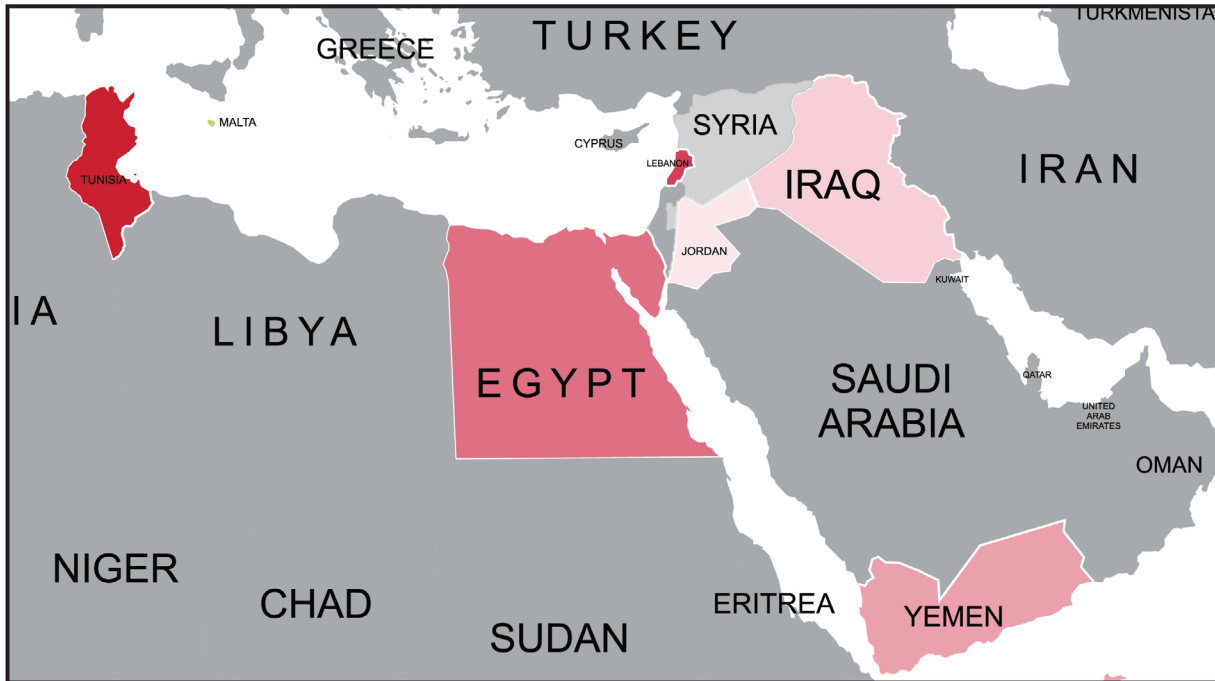 TURKMENISTA
GREECE
TURKEY
MALTA
SYRIA
CYPRUS
LEBANON
IRAN
TUNISIA
IRAQ
JORDAN
KUWAIT
IA
LIBYA
EGYPT
SAUDI
ARABIA
QATAR
UNITED
ARAB
EMIRATES
OMAN
NIGER
CHAD
ERITREA
YEMEN
SUDAN